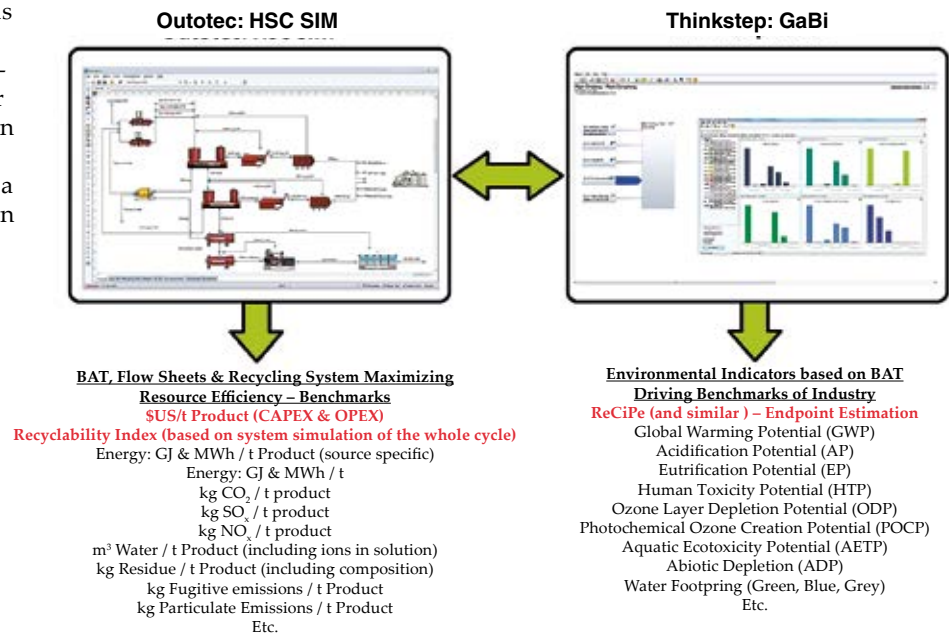 Outotec: HSC SIM
Thinkstep: GaBi
s
–
r
n
a
n
BAT, Flow Sheets & Recycling System Maximizing
Resource Efficiency – Benchmarks
$US/t Product (CAPEX & OPEX)
Recyclability Index (based on system simulation of the whole cycle)
Energy: GJ & MWh / t Product (source specific)
Energy: GJ & MWh / t
kg CO₂ / t product
kg SOₓ / t product
kg NOₓ / t product
m³ Water / t Product (including ions in solution)
kg Residue / t Product (including composition)
kg Fugitive emissions / t Product
kg Particulate Emissions / t Product
Etc.
Environmental Indicators based on BAT
Driving Benchmarks of Industry
ReCiPe (and similar ) – Endpoint Estimation
Global Warming Potential (GWP)
Acidification Potential (AP)
Eutrification Potential (EP)
Human Toxicity Potential (HTP)
Ozone Layer Depletion Potential (ODP)
Photochemical Ozone Creation Potential (POCP)
Aquatic Ecotoxicity Potential (AETP)
Abiotic Depletion (ADP)
Water Footpring (Green, Blue, Grey)
Etc.